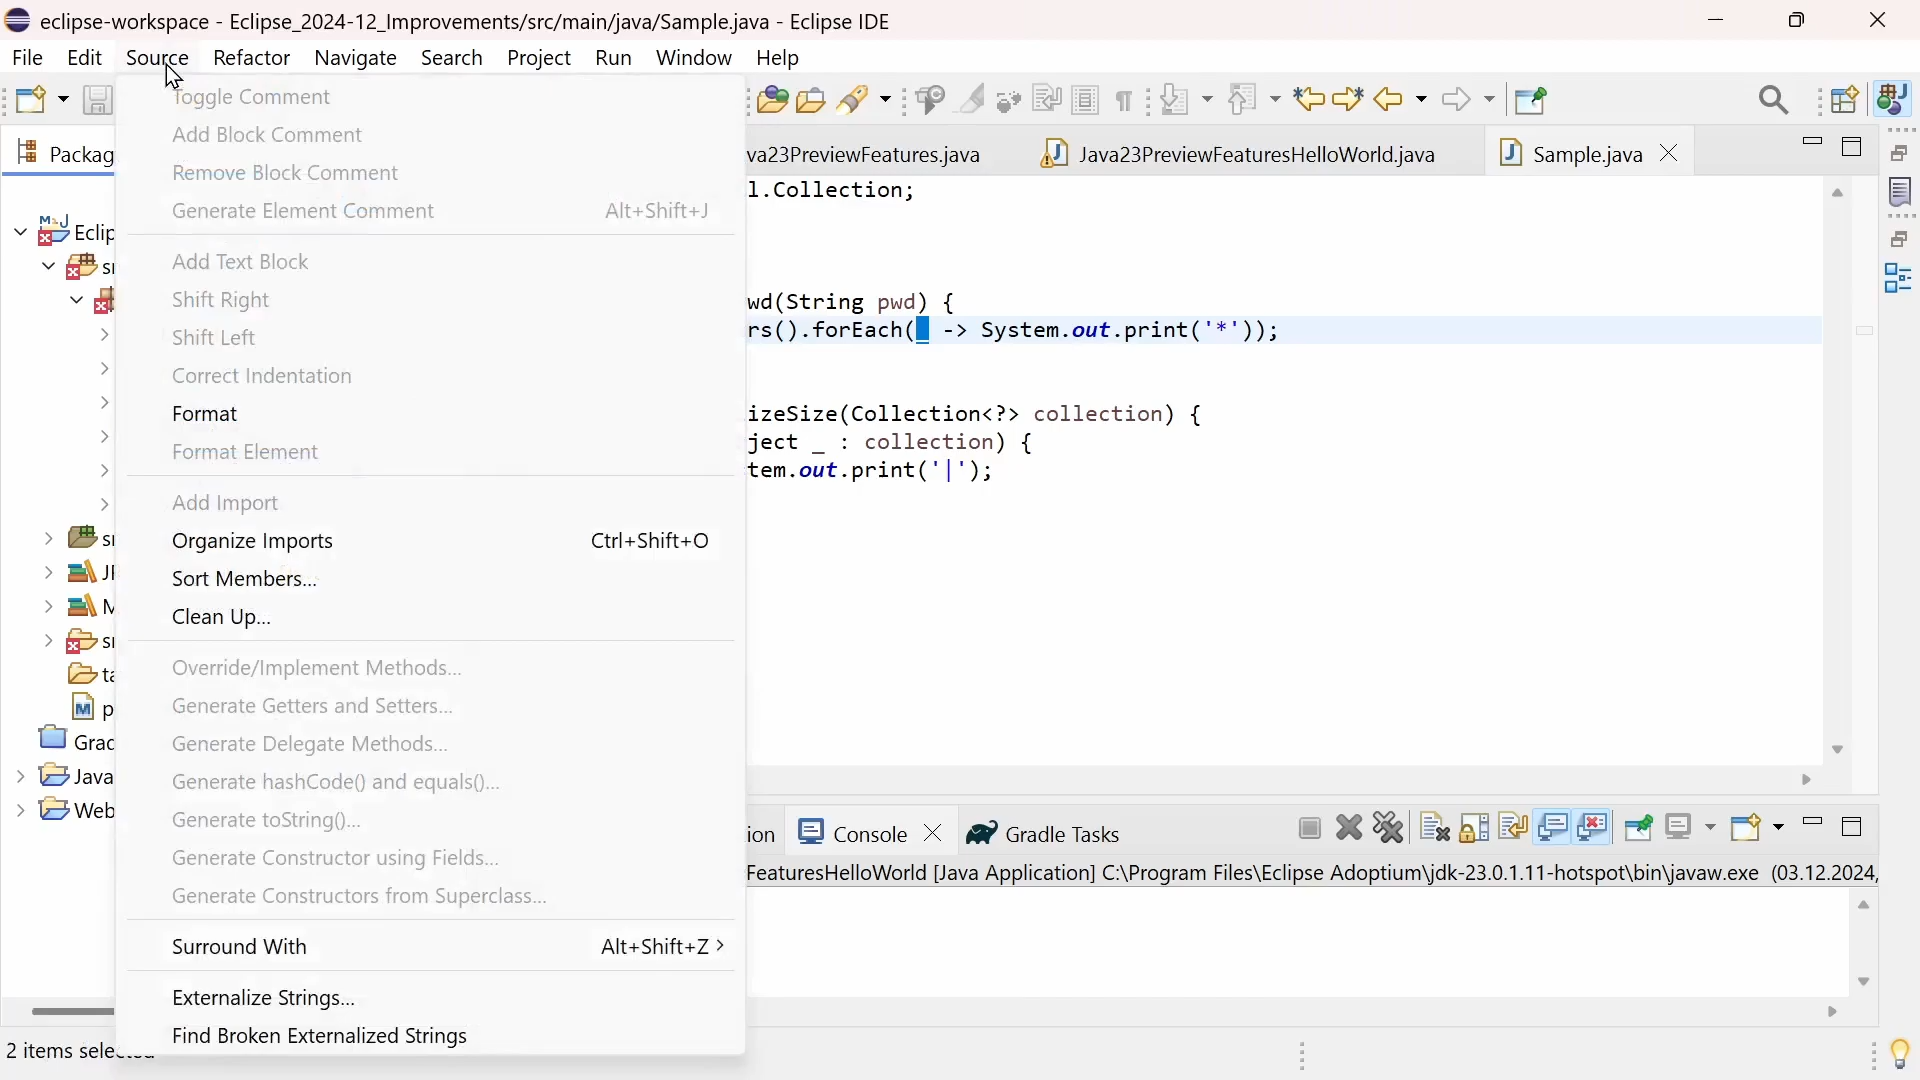 eclipse-workspace - Eclipse_2024-12_Improvements/src/main/java/Sample.java - Eclipse IDE
File Edit Source Refactor Navigate Search Project Run Window Help
Toggle Comment
Add Block Comment
Remove Block Comment
Generate Element Comment Alt+Shift+J
Add Text Block
Shift Right
Shift Left
Correct Indentation
Format
Format Element
Add Import
Organize Imports Ctrl+Shift+O
Sort Members...
Clean Up...
Override/Implement Methods...
Generate Getters and Setters...
Generate Delegate Methods...
Generate hashCode() and equals()...
Generate toString()...
Generate Constructor using Fields...
Generate Constructors from Superclass...
Surround With Alt+Shift+Z
Externalize Strings...
Find Broken Externalized Strings
Packag
Eclip
Grad
Java
Web
va23PreviewFeatures.java Java23PreviewFeaturesHelloWorld.java Sample.java
l.Collection;
wd(String pwd) {
rs().forEach(_ -> System.out.print('*'));
izeSize(Collection<?> collection) {
ject _ : collection) {
tem.out.print('|');
ion Console Gradle Tasks
FeaturesHelloWorld [Java Application] C:\Program Files\Eclipse Adoptium\jdk-23.0.1.11-hotspot\bin\javaw.exe (03.12.2024,
2 items selected